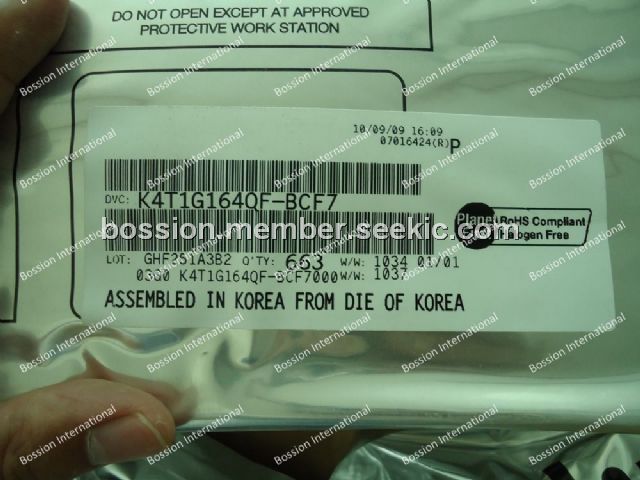 DO NOT OPEN EXCEPT AT APPROVED
PROTECTIVE WORK STATION
10/09/09 16:09
07016424(R)P
DVC: K4T1G164QF-BCF7
bossion.member.seekic.com
Planet
RoHS Compliant
Halogen Free
LOT: GHF251A3B2 Q'TY: 663 W/W: 1034 01/01
0360 K4T1G164QF-BCF7000 W/W: 1037
ASSEMBLED IN KOREA FROM DIE OF KOREA
Bossion International